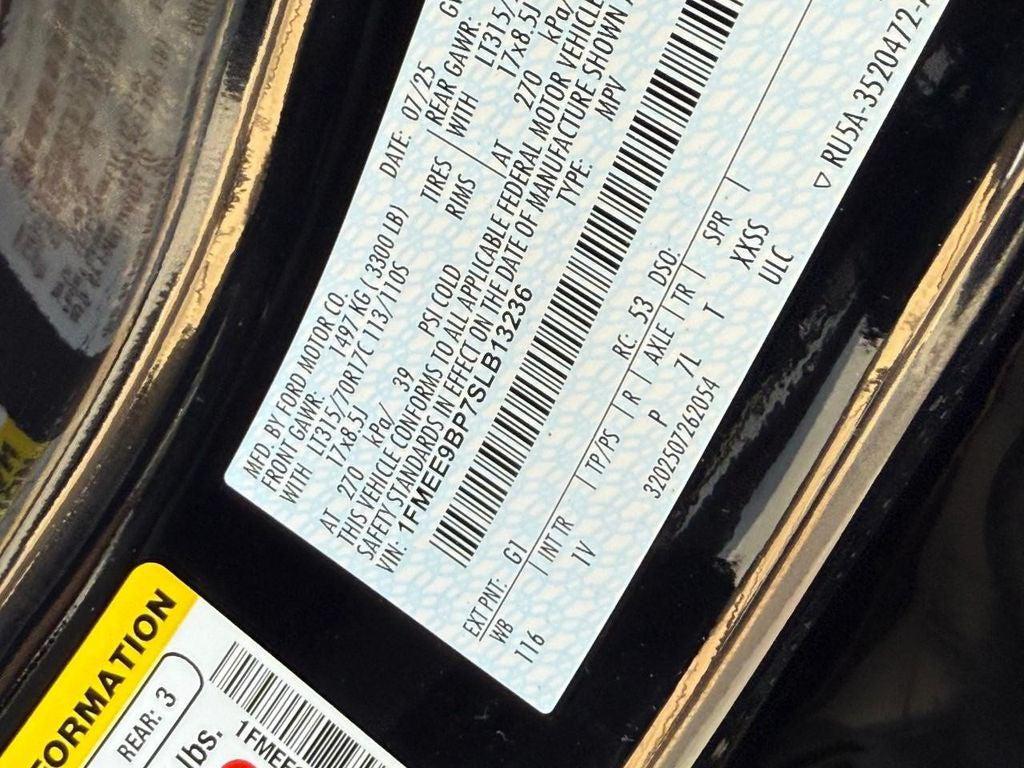 MFD. BY FORD MOTOR CO.
DATE: 07/25
FRONT GAWR: 1497 KG ( 3300 LB)
REAR GAWR:
WITH LT315/70R17C 113/110S TIRES
WITH LT315/
17x8.5J RIMS
17x8.5J
AT 270 kPa/ 39 PSI COLD
AT 270 kPa/
THIS VEHICLE CONFORMS TO ALL APPLICABLE FEDERAL MOTOR VEHICLE
SAFETY STANDARDS IN EFFECT ON THE DATE OF MANUFACTURE SHOWN
VIN: 1FMEE9BP7SLB13236
TYPE: MPV
EXT PNT: G1 RC: 53 DSO:
WB | INT TR | TP/PS | R | AXLE | TR | SPR |
116 1V P 7L T XXSS
ULC
3202507262054
RU5A-3520472-
ORMATION
REAR: 3
lbs.
1FMEE